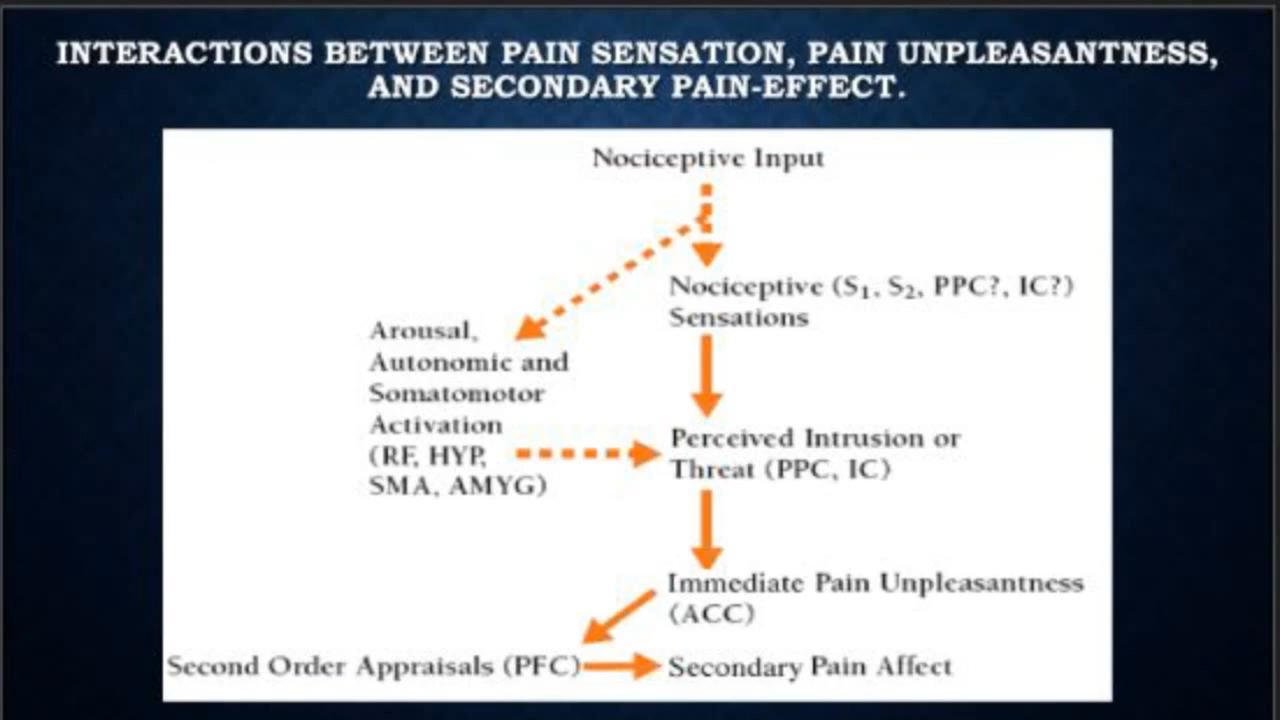 INTERACTIONS BETWEEN PAIN SENSATION, PAIN UNPLEASANTNESS,
AND SECONDARY PAIN-EFFECT.
Nociceptive Input
Nociceptive (S₁, S₂, PPC?, IC?)
Sensations
Arousal,
Autonomic and
Somatomotor
Activation
(RF, HYP,
SMA, AMYG)
Perceived Intrusion or
Threat (PPC, IC)
Immediate Pain Unpleasantness
(ACC)
Second Order Appraisals (PFC)
Secondary Pain Affect